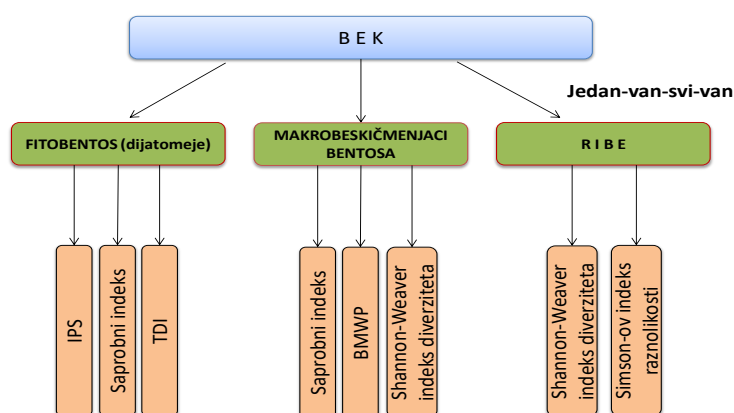 B E K
Jedan-van-svi-van
FITOBENTOS (dijatomeje)
MAKROBESKIČMENJACI
BENTOSA
R I B E
IPS
Saprobni indeks
TDI
Saprobni indeks
BMWP
Shannon-Weaver
indeks diverziteta
Shannon-Weaver
indeks diverziteta
Simson-ov indeks
raznolikosti